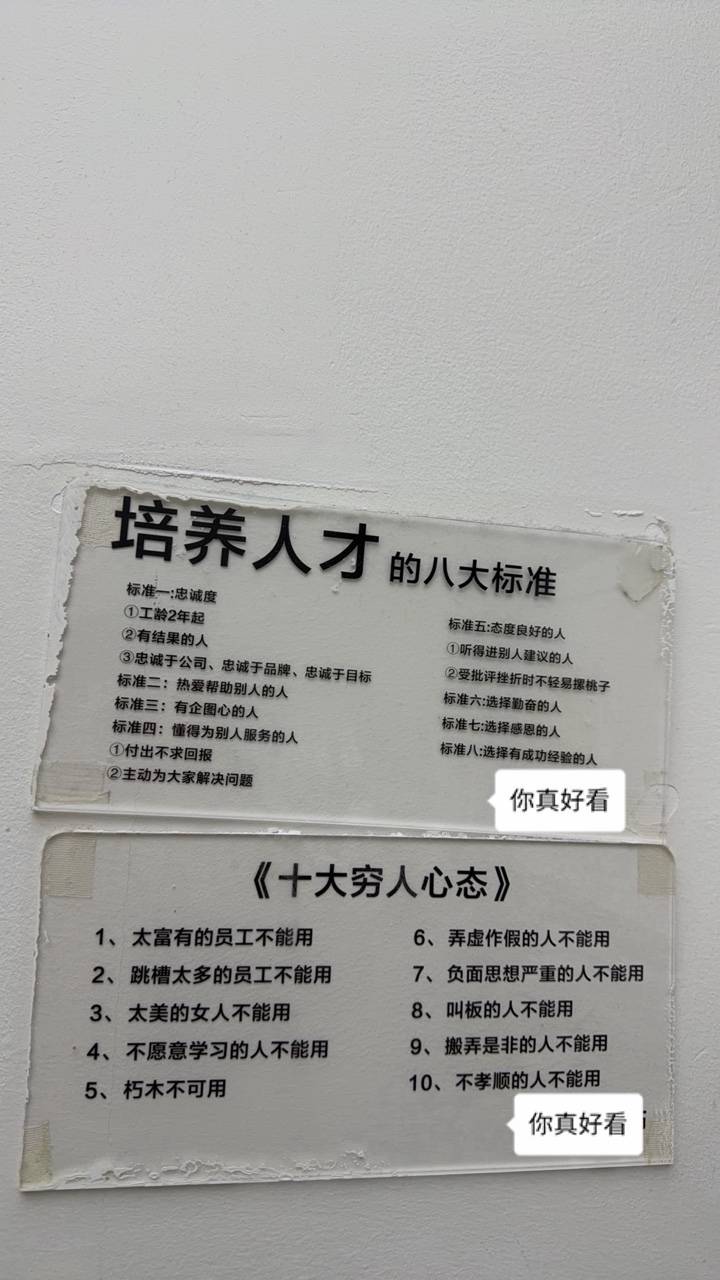 培养人才的八大标准
标准一:忠诚度
①工龄2年起
②有结果的人
③忠诚于公司、忠诚于品牌、忠诚于目标
标准二：热爱帮助别人的人
标准三：有企图心的人
标准四：懂得为别人服务的人
①付出不求回报
②主动为大家解决问题
标准五:态度良好的人
①听得进别人建议的人
②受批评挫折时不轻易摞桃子
标准六:选择勤奋的人
标准七:选择感恩的人
标准八:选择有成功经验的人
你真好看
《十大穷人心态》
1、太富有的员工不能用
2、跳槽太多的员工不能用
3、太美的女人不能用
4、不愿意学习的人不能用
5、朽木不可用
6、弄虚作假的人不能用
7、负面思想严重的人不能用
8、叫板的人不能用
9、搬弄是非的人不能用
10、不孝顺的人不能用
你真好看